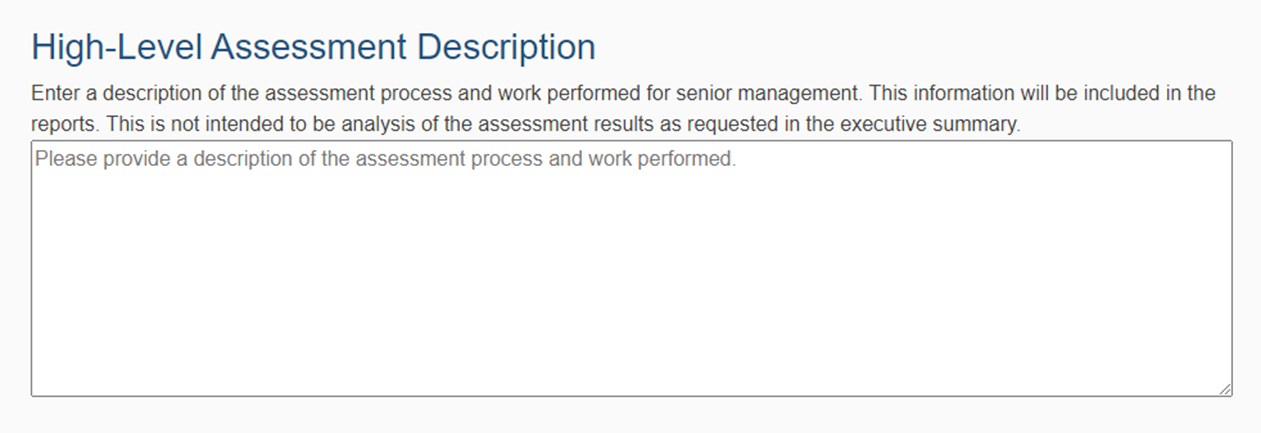 High-Level Assessment Description
Enter a description of the assessment process and work performed for senior management. This information will be included in the
reports. This is not intended to be analysis of the assessment results as requested in the executive summary.
Please provide a description of the assessment process and work performed.